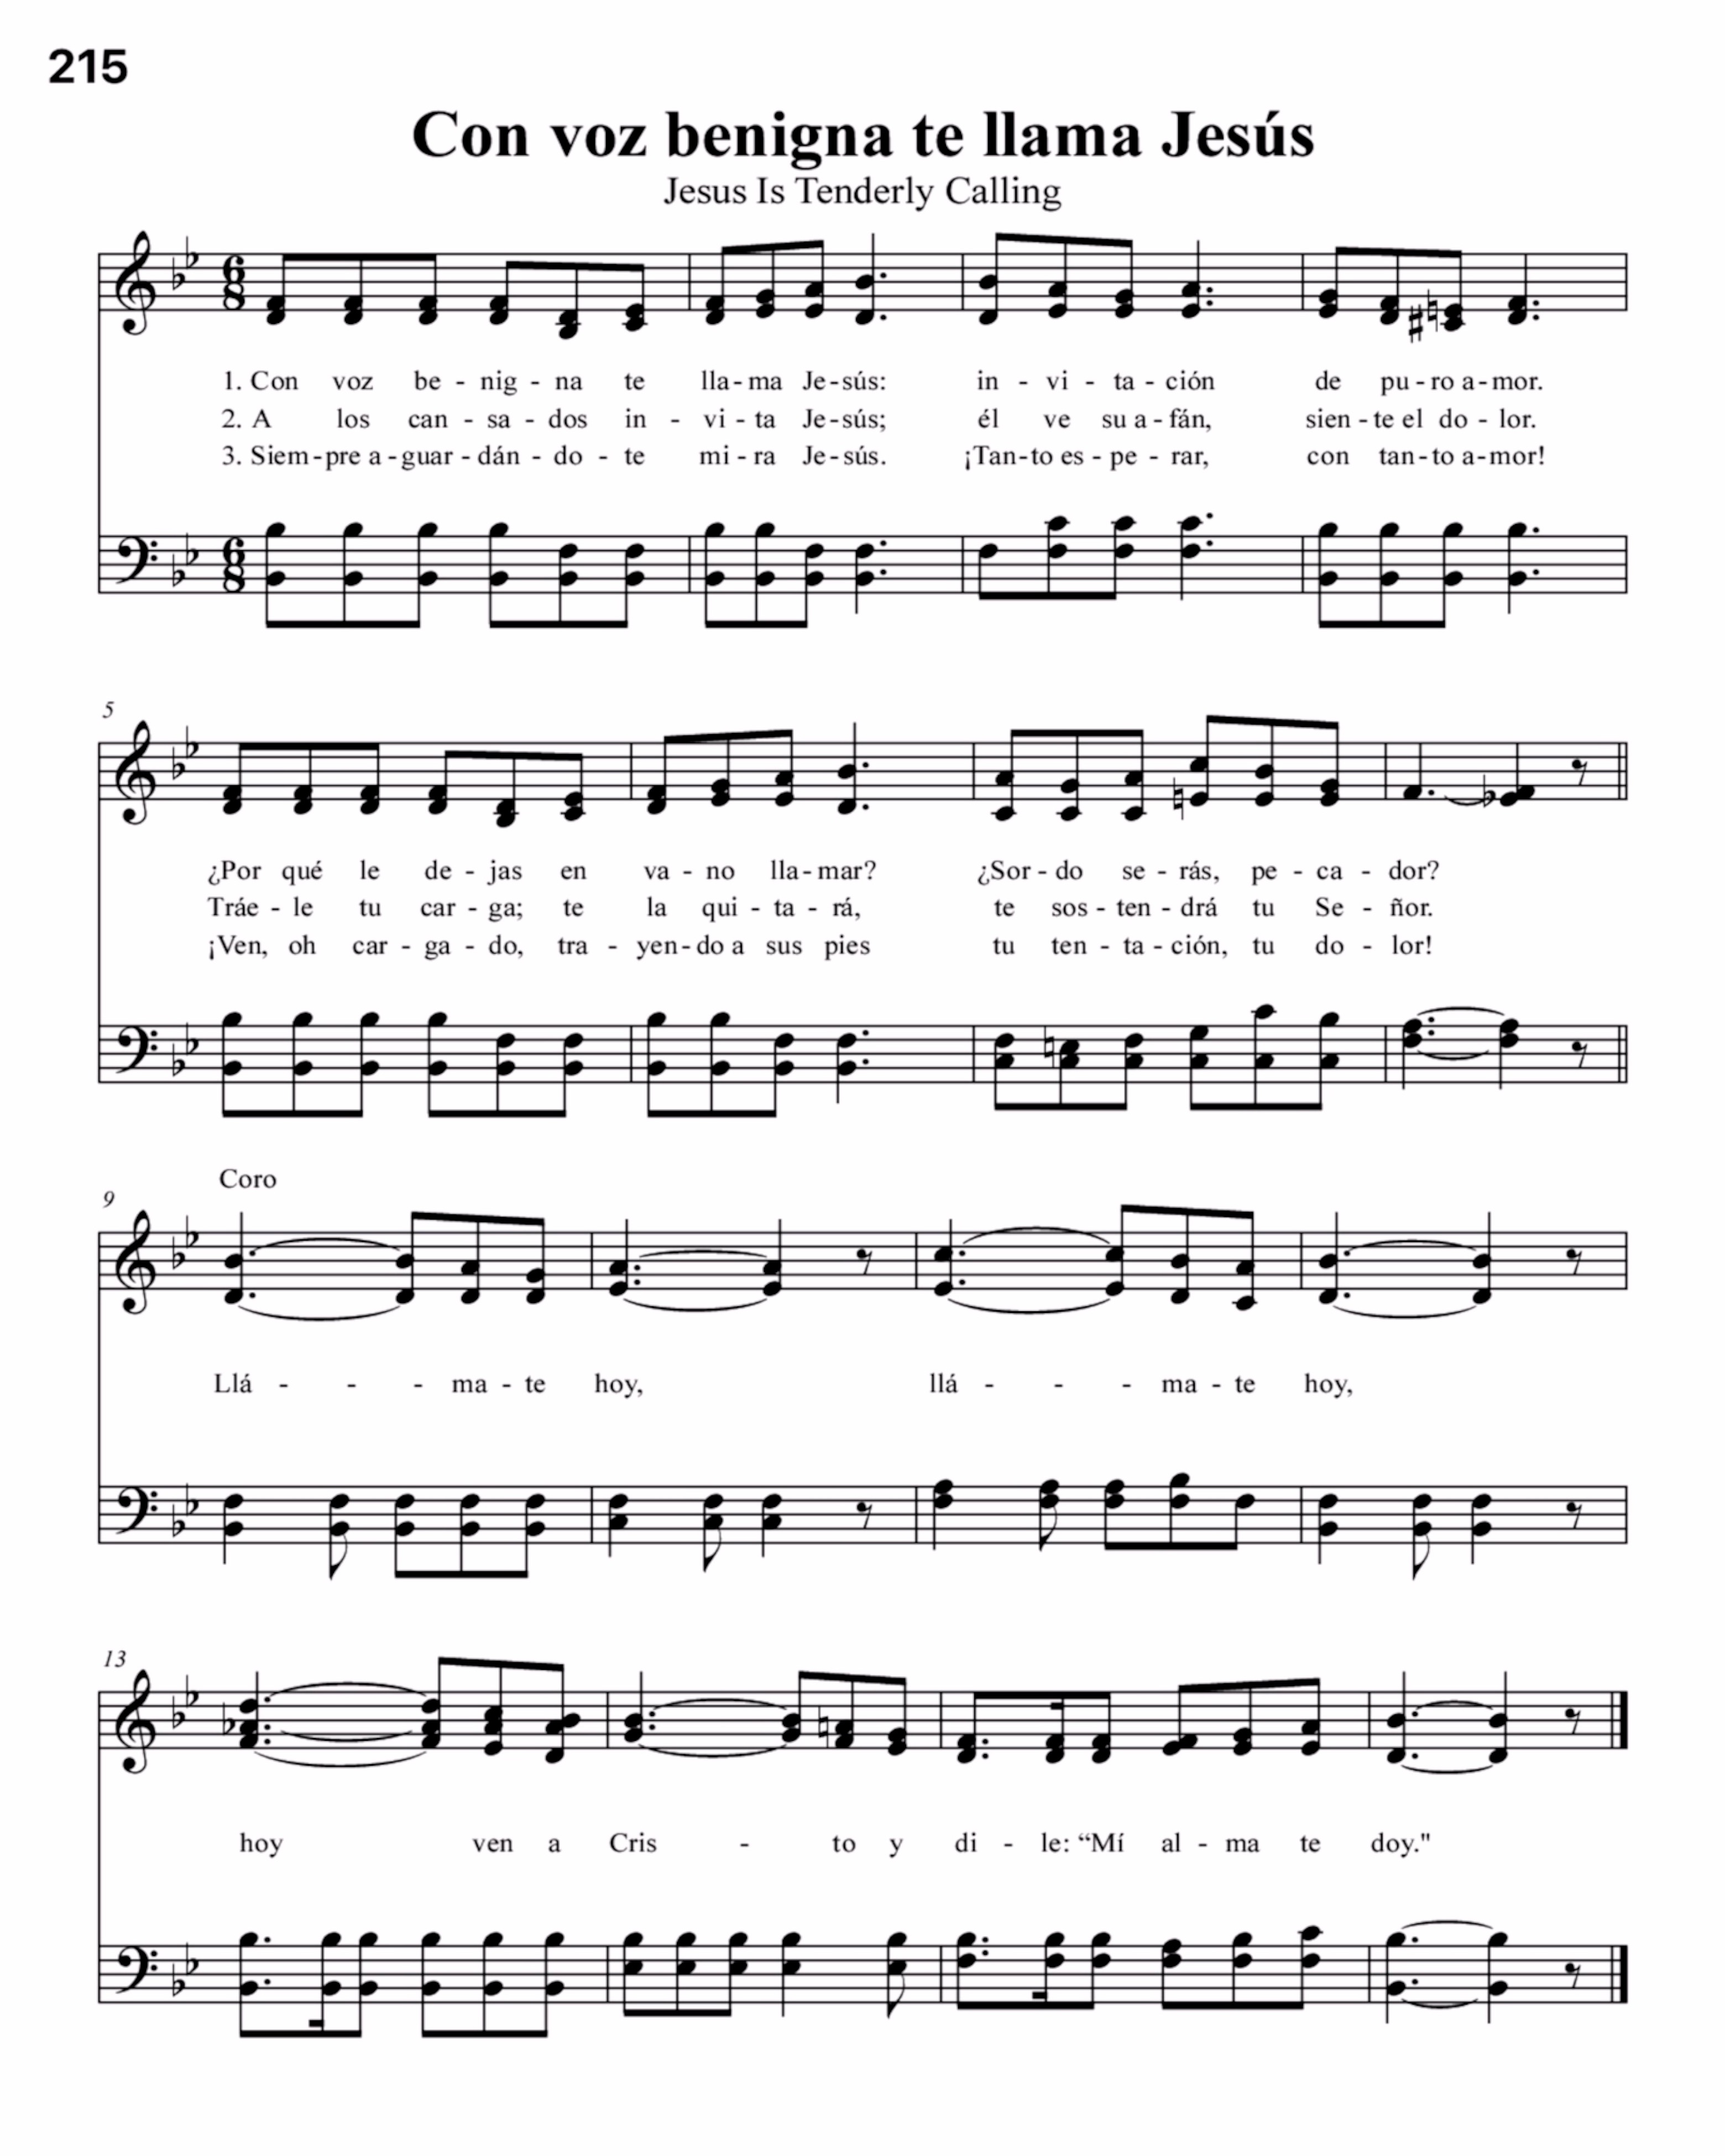 215
Con voz benigna te llama Jesús
Jesus Is Tenderly Calling
1. Con voz be - nig - na te lla - ma Je - sús: in - vi - ta - ción de pu - ro a - mor.
2. A los can - sa - dos in - vi - ta Je - sús; él ve su a - fán, sien - te el do - lor.
3. Siem - pre a - guar - dán - do - te mi - ra Je - sús. ¡Tan - to es - pe - rar, con tan - to a - mor!
5
¿Por qué le de - jas en va - no lla - mar? ¿Sor - do se - rás, pe - ca - dor?
Tráe - le tu car - ga; te la qui - ta - rá, te sos - ten - drá tu Se - ñor.
¡Ven, oh car - ga - do, tra - yen - do a sus pies tu ten - ta - ción, tu do - lor!
Coro
9
Llá - - - ma - te hoy, llá - - - ma - te hoy,
13
hoy ven a Cris - to y di - le: “Mí al - ma te doy."